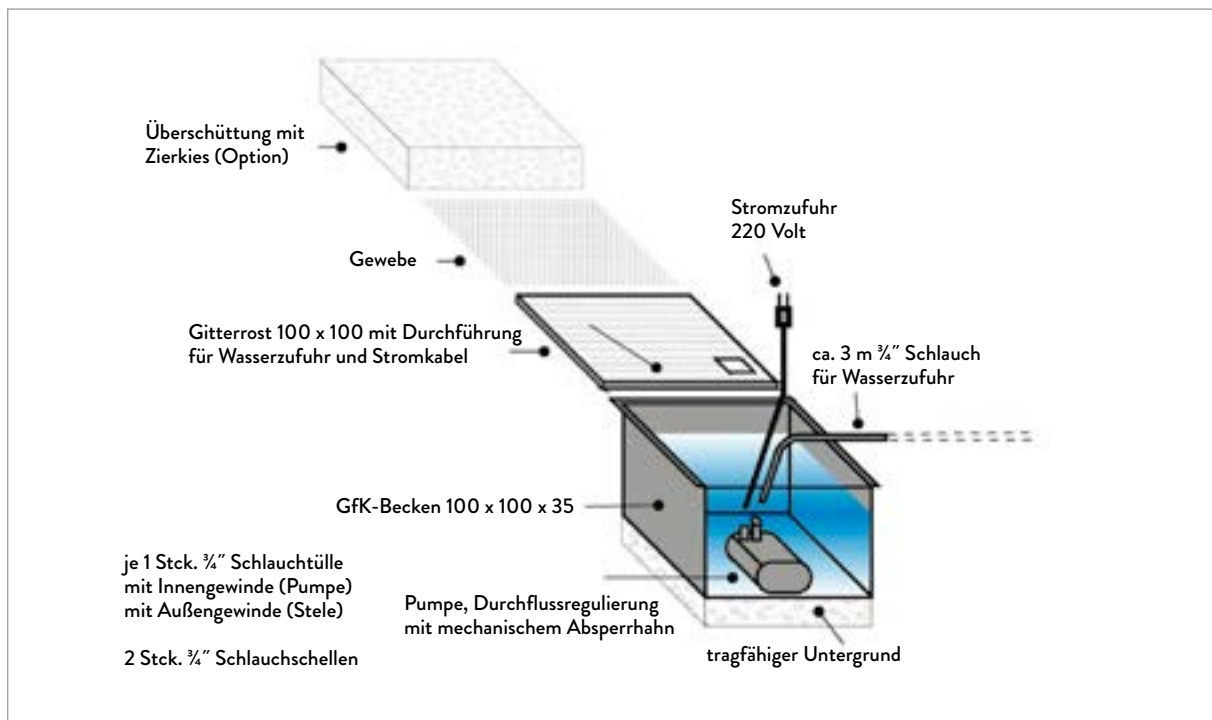 Überschüttung mit
Zierkies (Option)
Stromzufuhr
220 Volt
Gewebe
Gitterrost 100 x 100 mit Durchführung
für Wasserzufuhr und Stromkabel
ca. 3 m ¾″ Schlauch
für Wasserzufuhr
GfK-Becken 100 x 100 x 35
je 1 Stck. ¾″ Schlauchtülle
mit Innengewinde (Pumpe)
mit Außengewinde (Stele)
2 Stck. ¾″ Schlauchschellen
Pumpe, Durchflussregulierung
mit mechanischem Absperrhahn
tragfähiger Untergrund